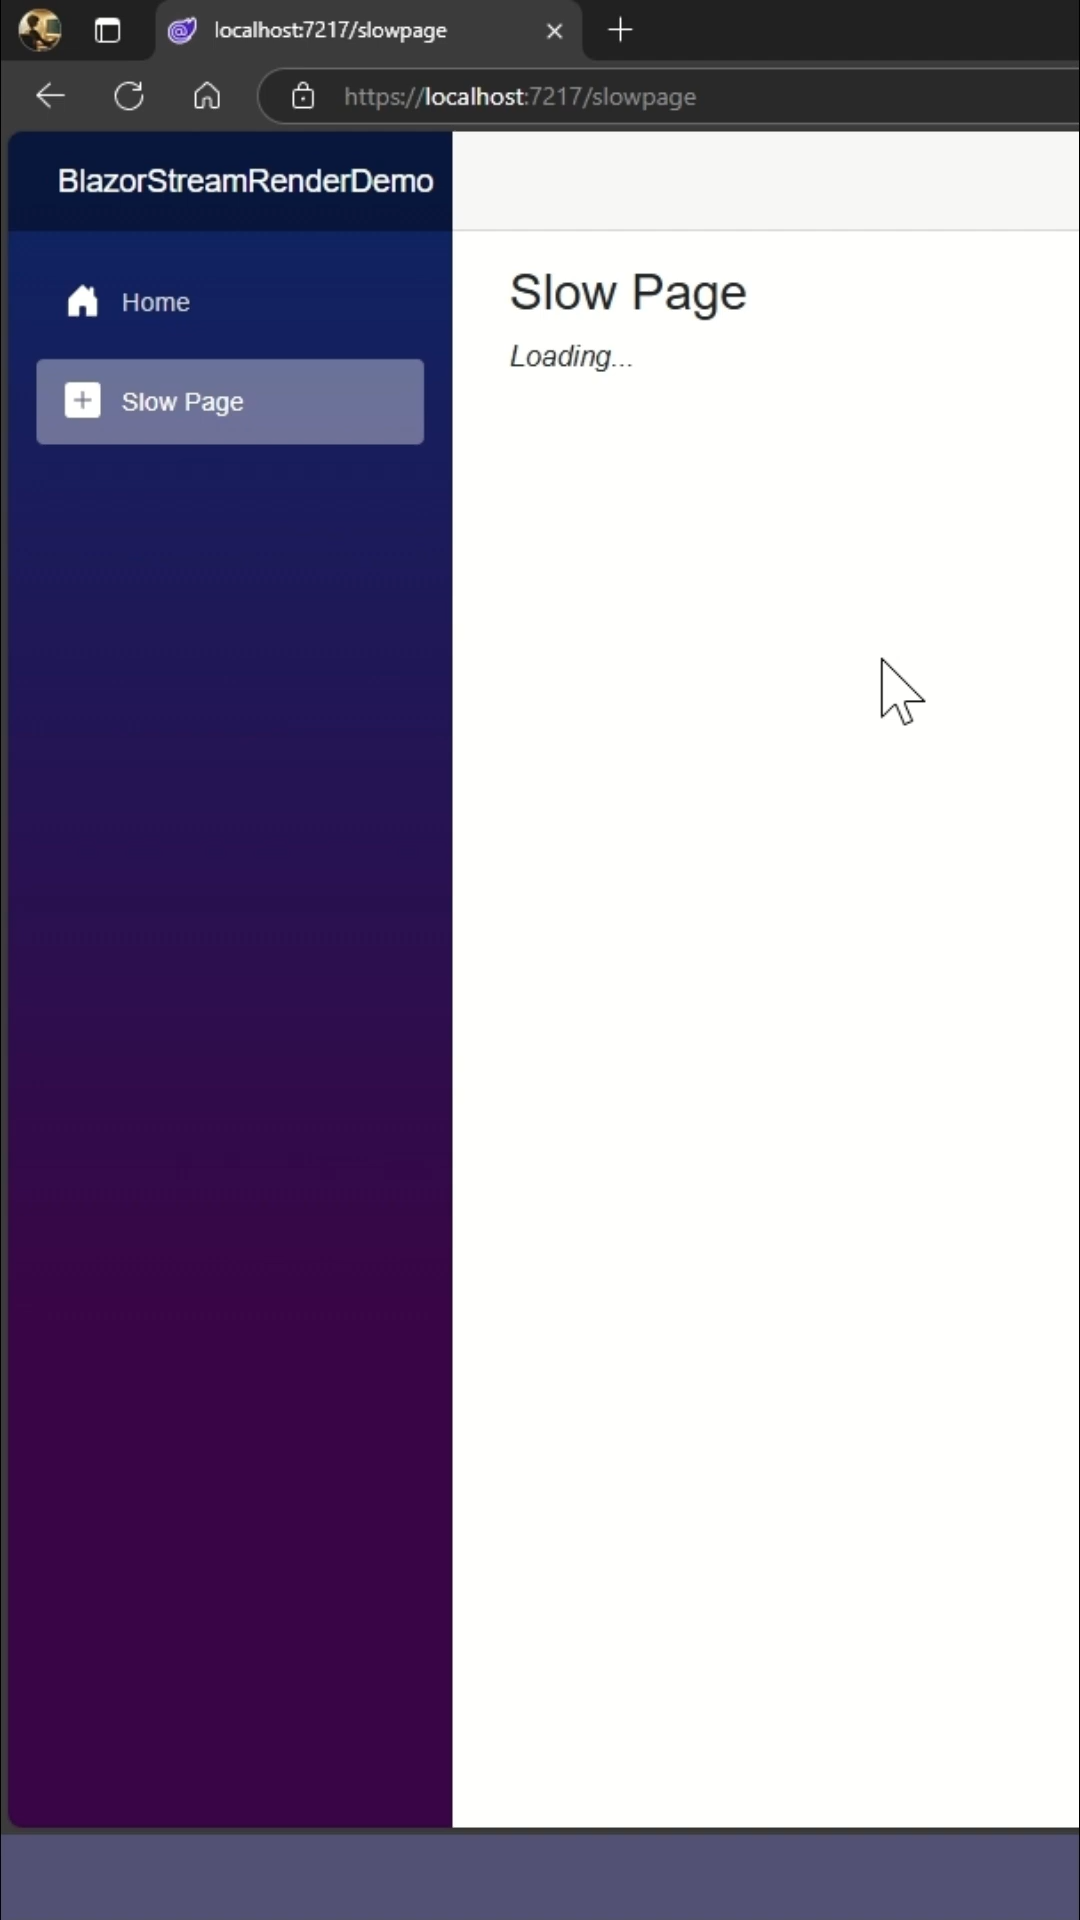 localhost:7217/slowpage
https://localhost:7217/slowpage
BlazorStreamRenderDemo
Home
Slow Page
Slow Page
Loading...